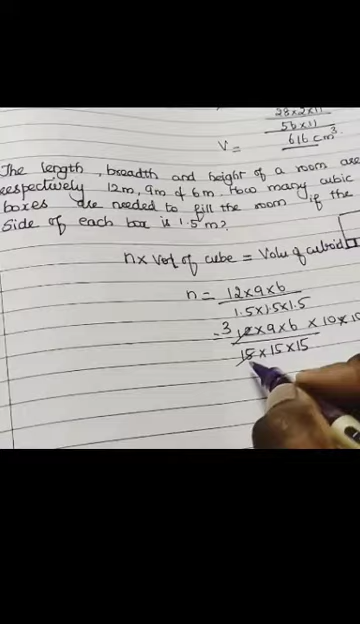 28×2×11
56×11
V = 616 cm³
The length, breadth and height of a room are
respectively 12m, 9m & 6m. How many cubic
boxes are needed to fill the room if the
side of each box is 1.5m?
n× Vol of cube = Volu of cuboid
n = 12×9×6
1.5×1.5×1.5
= 3 12×9×6 ×10×10
15×15×15